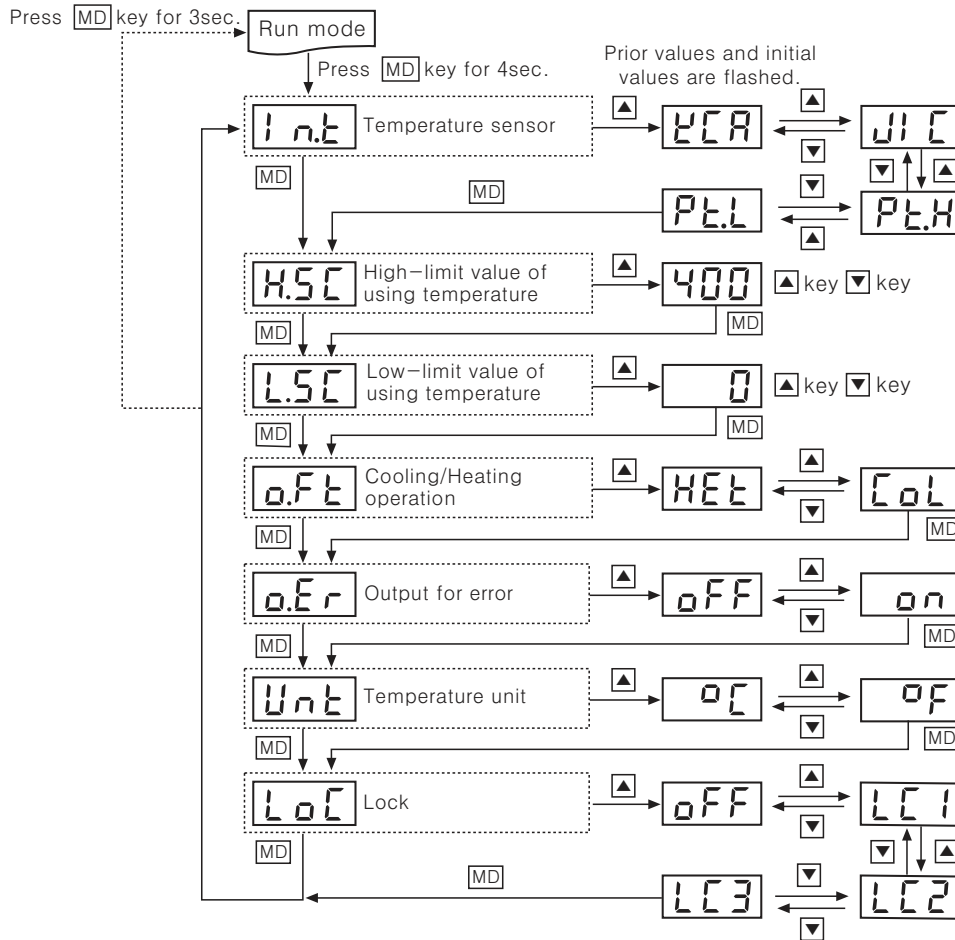 Press MD key for 3sec.
Run mode
Press MD key for 4sec.
Prior values and initial
values are flashed.
In.t
Temperature sensor
▲
KCA
▲
▼
JIC
MD
MD
▼
▲
Pt.L
▼
▲
Pt.H
H.SC
High-limit value of
using temperature
▲
400
▲ key ▼ key
MD
MD
L.SC
Low-limit value of
using temperature
▲
0
▲ key ▼ key
MD
MD
o.Ft
Cooling/Heating
operation
▲
HEt
▲
▼
CoL
MD
MD
o.Er
Output for error
▲
oFF
▲
▼
on
MD
MD
Unt
Temperature unit
▲
°C
▲
▼
°F
MD
MD
LoC
Lock
▲
oFF
▲
▼
LC1
MD
▼
▲
MD
LC3
▼
▼
LC2